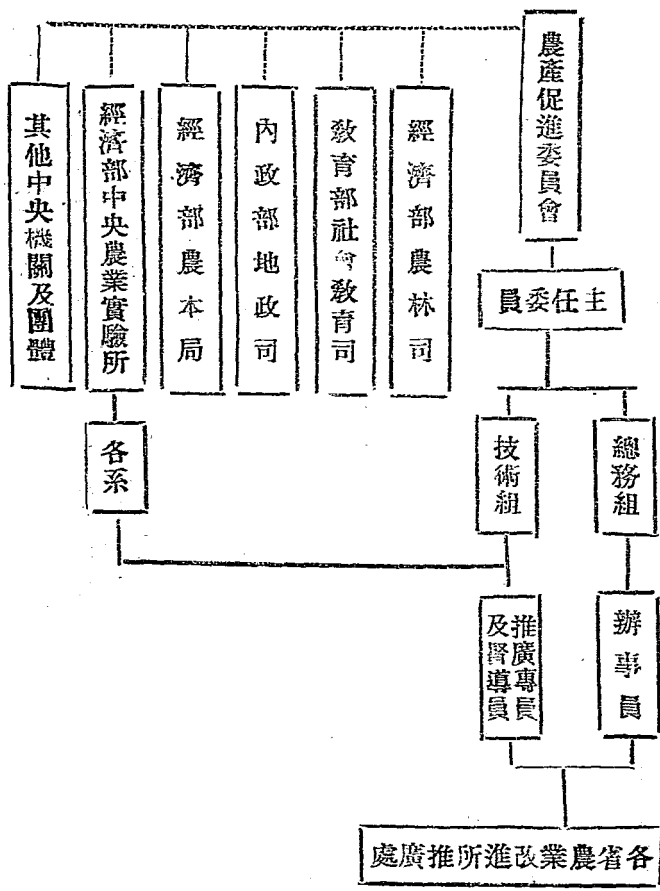 農產促進委員會
經濟部農林司
教育部社會教育司
內政部地政司
經濟部農本局
經濟部中央農業實驗所
其他中央機關及團體
主任委員
總務組
技術組
各系
辦事員
推廣專員
及督導員
各省農業改進所推廣處